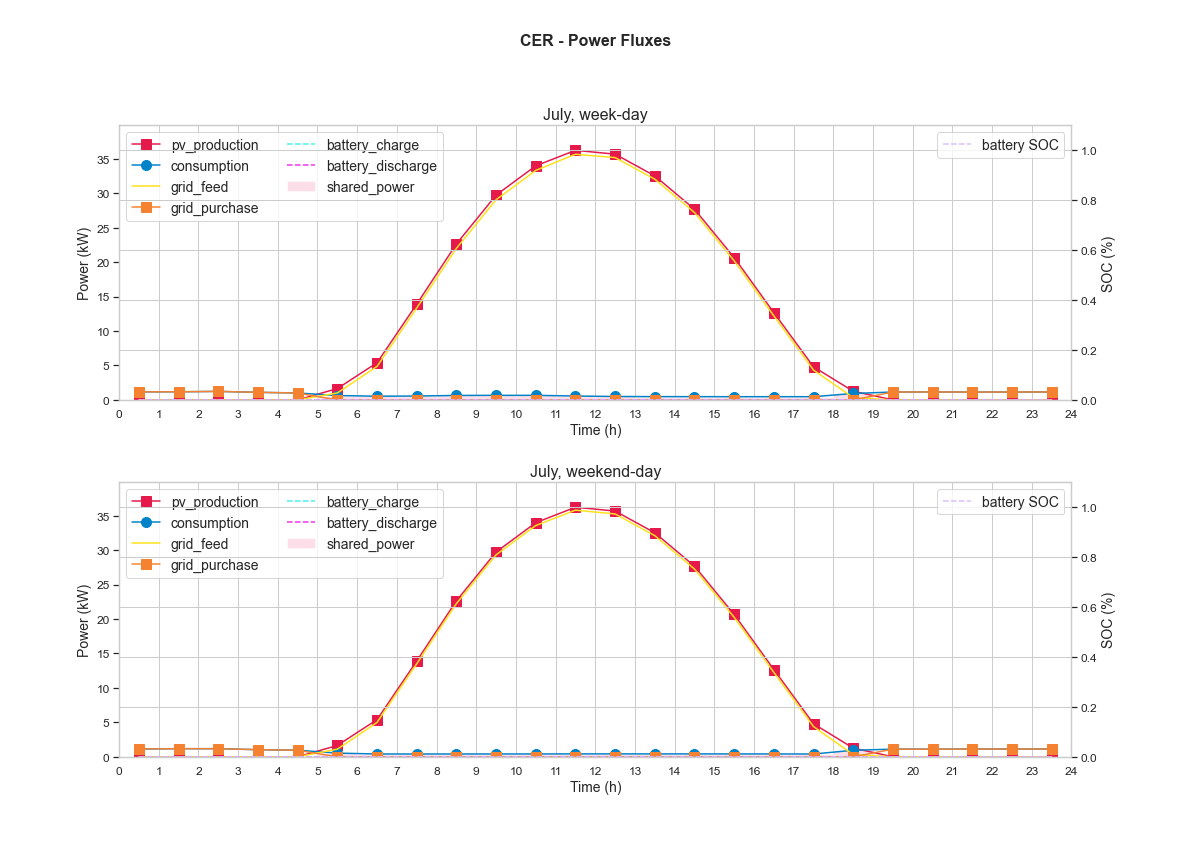 CER - Power Fluxes
July, week-day
pv_production
consumption
grid_feed
grid_purchase
battery_charge
battery_discharge
shared_power
battery SOC
Power (kW)
0
5
10
15
20
25
30
35
SOC (%)
0.0
0.2
0.4
0.6
0.8
1.0
0 1 2 3 4 5 6 7 8 9 10 11 12 13 14 15 16 17 18 19 20 21 22 23 24
Time (h)
July, weekend-day
pv_production
consumption
grid_feed
grid_purchase
battery_charge
battery_discharge
shared_power
battery SOC
Power (kW)
0
5
10
15
20
25
30
35
SOC (%)
0.0
0.2
0.4
0.6
0.8
1.0
0 1 2 3 4 5 6 7 8 9 10 11 12 13 14 15 16 17 18 19 20 21 22 23 24
Time (h)